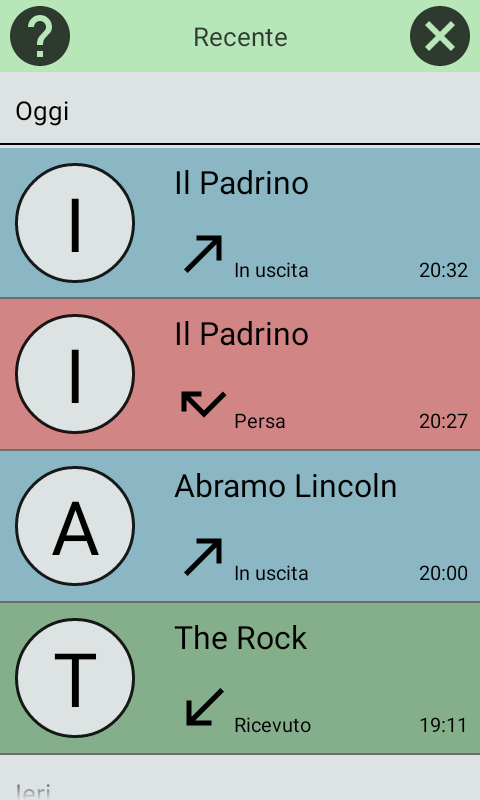 ?
Recente
Oggi
I
Il Padrino
In uscita
20:32
I
Il Padrino
Persa
20:27
A
Abramo Lincoln
In uscita
20:00
T
The Rock
Ricevuto
19:11
Ieri